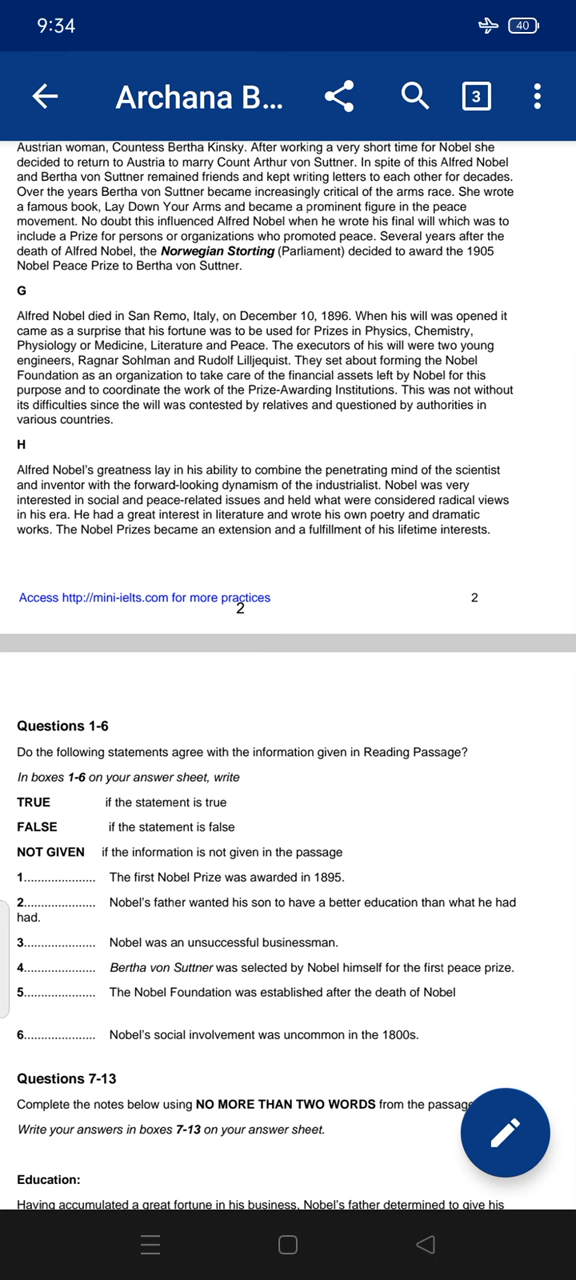 9:34
40
Archana B...
3
Austrian woman, Countess Bertha Kinsky. After working a very short time for Nobel she
decided to return to Austria to marry Count Arthur von Suttner. In spite of this Alfred Nobel
and Bertha von Suttner remained friends and kept writing letters to each other for decades.
Over the years Bertha von Suttner became increasingly critical of the arms race. She wrote
a famous book, Lay Down Your Arms and became a prominent figure in the peace
movement. No doubt this influenced Alfred Nobel when he wrote his final will which was to
include a Prize for persons or organizations who promoted peace. Several years after the
death of Alfred Nobel, the Norwegian Storting (Parliament) decided to award the 1905
Nobel Peace Prize to Bertha von Suttner.
G
Alfred Nobel died in San Remo, Italy, on December 10, 1896. When his will was opened it
came as a surprise that his fortune was to be used for Prizes in Physics, Chemistry,
Physiology or Medicine, Literature and Peace. The executors of his will were two young
engineers, Ragnar Sohlman and Rudolf Lilljequist. They set about forming the Nobel
Foundation as an organization to take care of the financial assets left by Nobel for this
purpose and to coordinate the work of the Prize-Awarding Institutions. This was not without
its difficulties since the will was contested by relatives and questioned by authorities in
various countries.
H
Alfred Nobel's greatness lay in his ability to combine the penetrating mind of the scientist
and inventor with the forward-looking dynamism of the industrialist. Nobel was very
interested in social and peace-related issues and held what were considered radical views
in his era. He had a great interest in literature and wrote his own poetry and dramatic
works. The Nobel Prizes became an extension and a fulfillment of his lifetime interests.
Access http://mini-ielts.com for more practices 2
2
Questions 1-6
Do the following statements agree with the information given in Reading Passage?
In boxes 1-6 on your answer sheet, write
TRUE if the statement is true
FALSE if the statement is false
NOT GIVEN if the information is not given in the passage
1.................... The first Nobel Prize was awarded in 1895.
2.................... Nobel's father wanted his son to have a better education than what he had
had.
3.................... Nobel was an unsuccessful businessman.
4.................... Bertha von Suttner was selected by Nobel himself for the first peace prize.
5.................... The Nobel Foundation was established after the death of Nobel
6.................... Nobel's social involvement was uncommon in the 1800s.
Questions 7-13
Complete the notes below using NO MORE THAN TWO WORDS from the passage
Write your answers in boxes 7-13 on your answer sheet.
Education:
Having accumulated a great fortune in his business, Nobel's father determined to give his